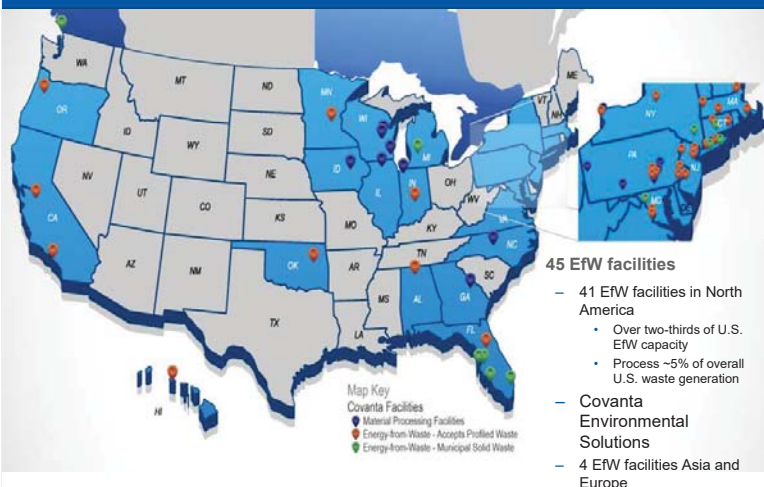 WA
MT
ND
MN
ME
OR
ID
SD
WI
VT
NH
WY
MI
NY
MA
CT
NV
NE
ID
PA
NJ
UT
CO
IL
IN
OH
WV
MD
CA
KS
MO
KY
VA
NC
AZ
NM
OK
AR
TN
SC
MS
AL
GA
TX
LA
FL
HI
45 EfW facilities
– 41 EfW facilities in North
America
• Over two-thirds of U.S.
EfW capacity
• Process ~5% of overall
U.S. waste generation
– Covanta
Environmental
Solutions
– 4 EfW facilities Asia and
Europe
Map Key
Covanta Facilities
Material Processing Facilities
Energy-from-Waste - Accepts Profiled Waste
Energy-from-Waste - Municipal Solid Waste